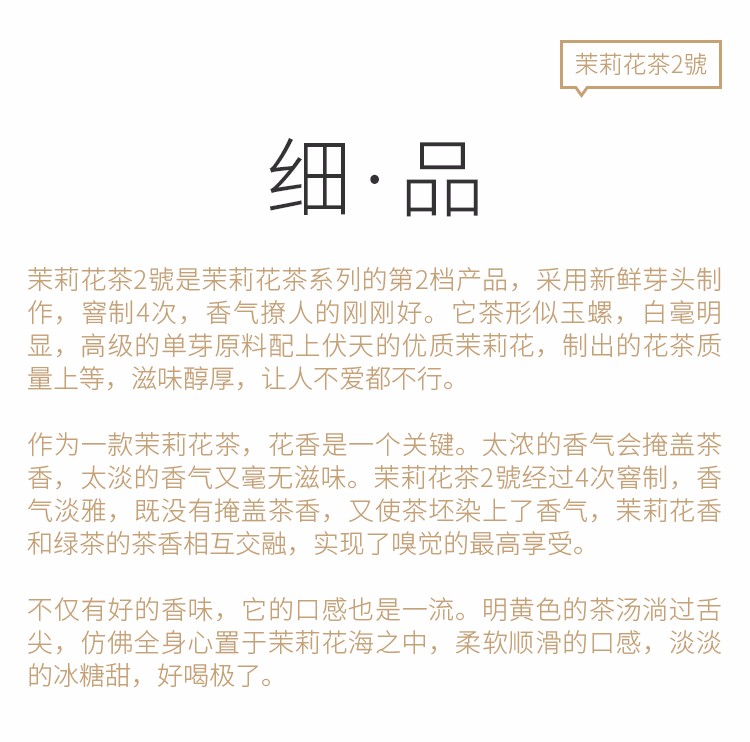 茉莉花茶2號
细·品
茉莉花茶2號是茉莉花茶系列的第2档产品，采用新鲜芽头制
作，窨制4次，香气撩人的刚刚好。它茶形似玉螺，白毫明
显，高级的单芽原料配上伏天的优质茉莉花，制出的花茶质
量上等，滋味醇厚，让人不爱都不行。
作为一款茉莉花茶，花香是一个关键。太浓的香气会掩盖茶
香，太淡的香气又毫无滋味。茉莉花茶2號经过4次窨制，香
气淡雅，既没有掩盖茶香，又使茶坯染上了香气，茉莉花香
和绿茶的茶香相互交融，实现了嗅觉的最高享受。
不仅有好的香味，它的口感也是一流。明黄色的茶汤淌过舌
尖，仿佛全身心置于茉莉花海之中，柔软顺滑的口感，淡淡
的冰糖甜，好喝极了。